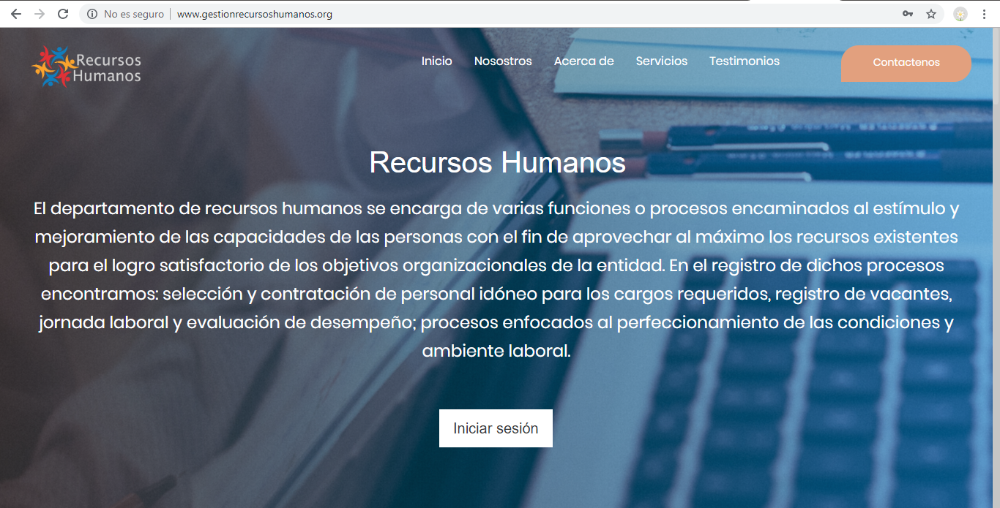 No es seguro | www.gestionrecursoshumanos.org
Recursos
Humanos
Inicio Nosostros Acerca de Servicios Testimonios Contactenos
Recursos Humanos
El departamento de recursos humanos se encarga de varias funciones o procesos encaminados al estímulo y
mejoramiento de las capacidades de las personas con el fin de aprovechar al máximo los recursos existentes
para el logro satisfactorio de los objetivos organizacionales de la entidad. En el registro de dichos procesos
encontramos: selección y contratación de personal idóneo para los cargos requeridos, registro de vacantes,
jornada laboral y evaluación de desempeño; procesos enfocados al perfeccionamiento de las condiciones y
ambiente laboral.
Iniciar sesión